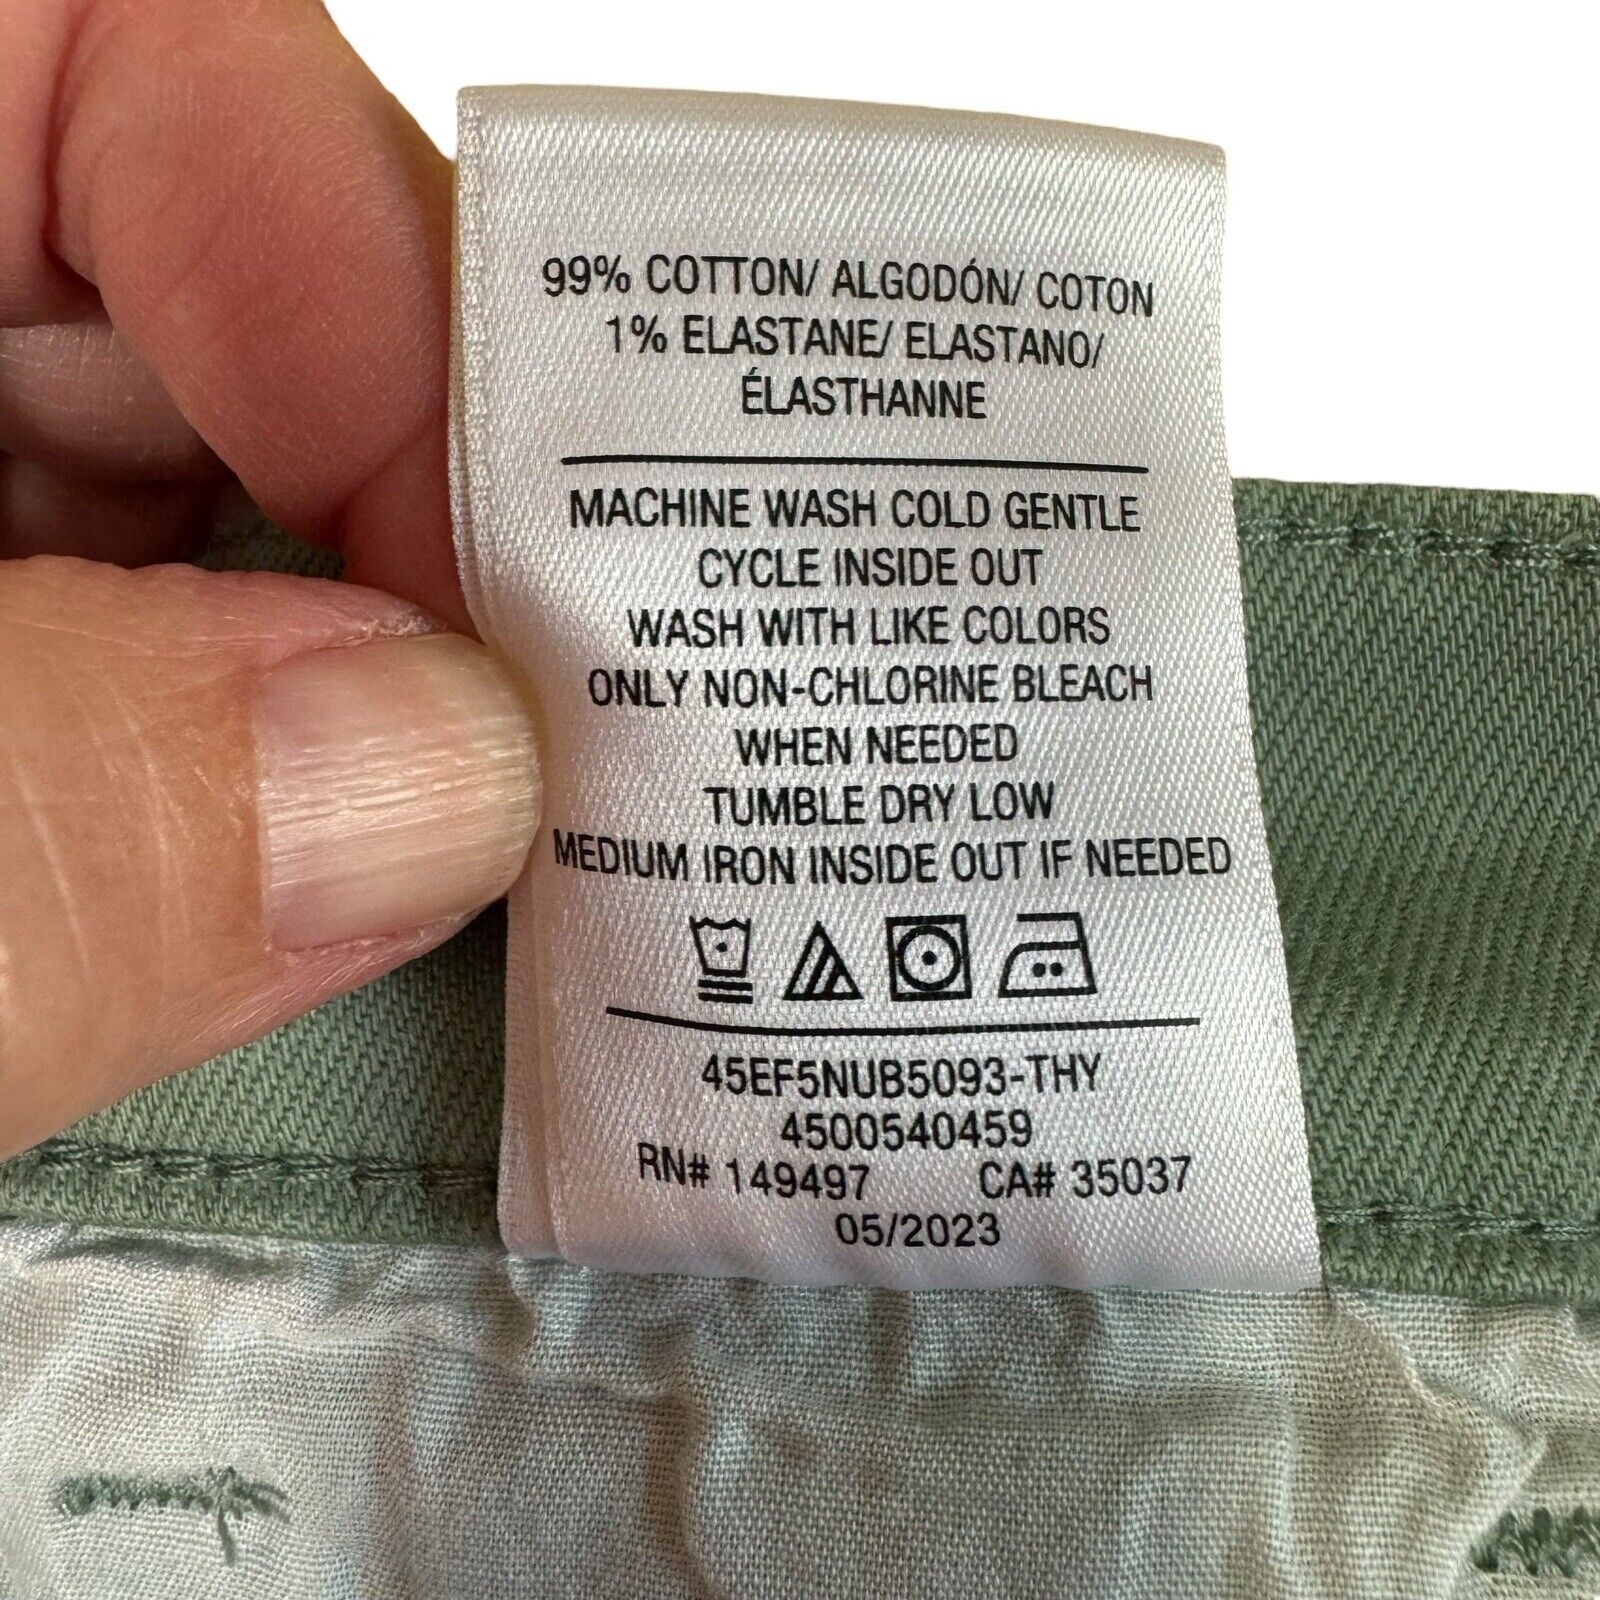 99% COTTON/ ALGODÓN/ COTON
1% ELASTANE/ ELASTANO/
ÉLASTHANNE
MACHINE WASH COLD GENTLE
CYCLE INSIDE OUT
WASH WITH LIKE COLORS
ONLY NON-CHLORINE BLEACH
WHEN NEEDED
TUMBLE DRY LOW
MEDIUM IRON INSIDE OUT IF NEEDED
45EF5NUB5093-THY
4500540459
RN# 149497 CA# 35037
05/2023